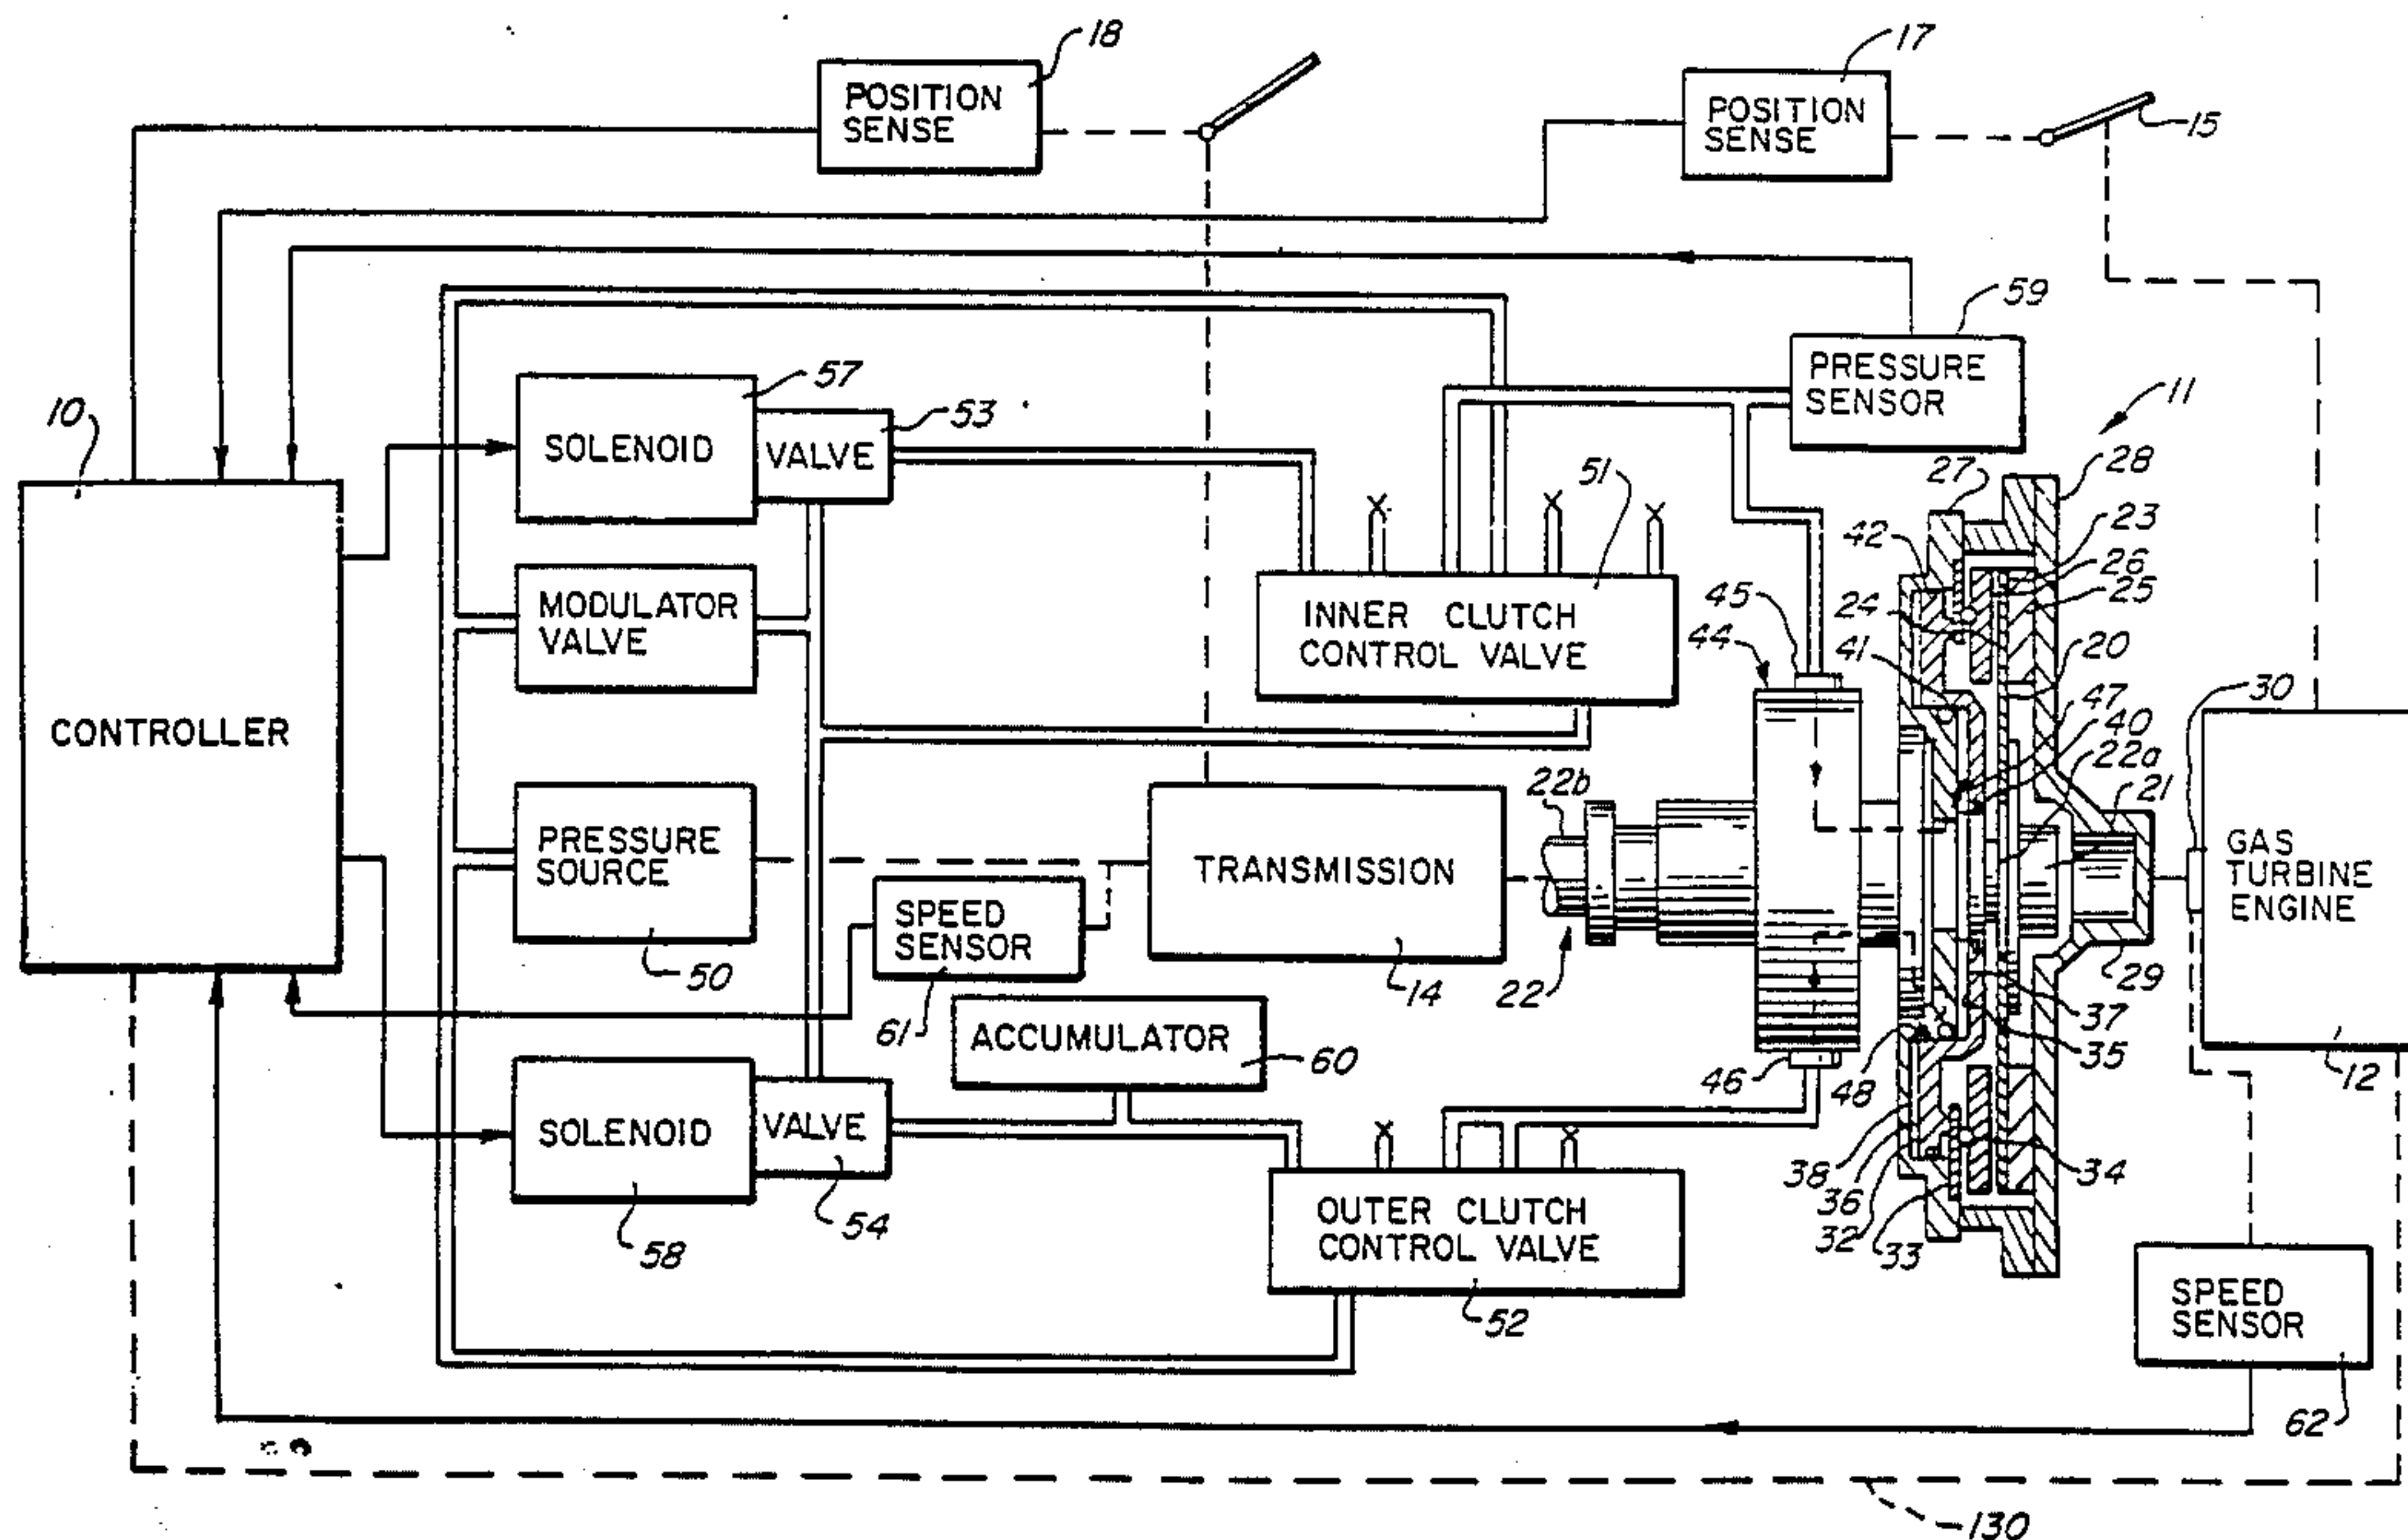 18
17
POSITION
SENSE
POSITION
SENSE
15
59
57
PRESSURE
SENSOR
11
10
53
SOLENOID
VALVE
51
27
28
42
23
26
MODULATOR
VALVE
45
24
25
INNER CLUTCH
CONTROL VALVE
44
41
20
30
47
CONTROLLER
40
22a
22b
21
PRESSURE
SOURCE
TRANSMISSION
GAS
TURBINE
ENGINE
SPEED
SENSOR
50
14
22
29
37
61
ACCUMULATOR
60
35
46
48
12
SOLENOID
VALVE
38
36
34
32
33
58
54
OUTER CLUTCH
CONTROL VALVE
52
SPEED
SENSOR
62
130